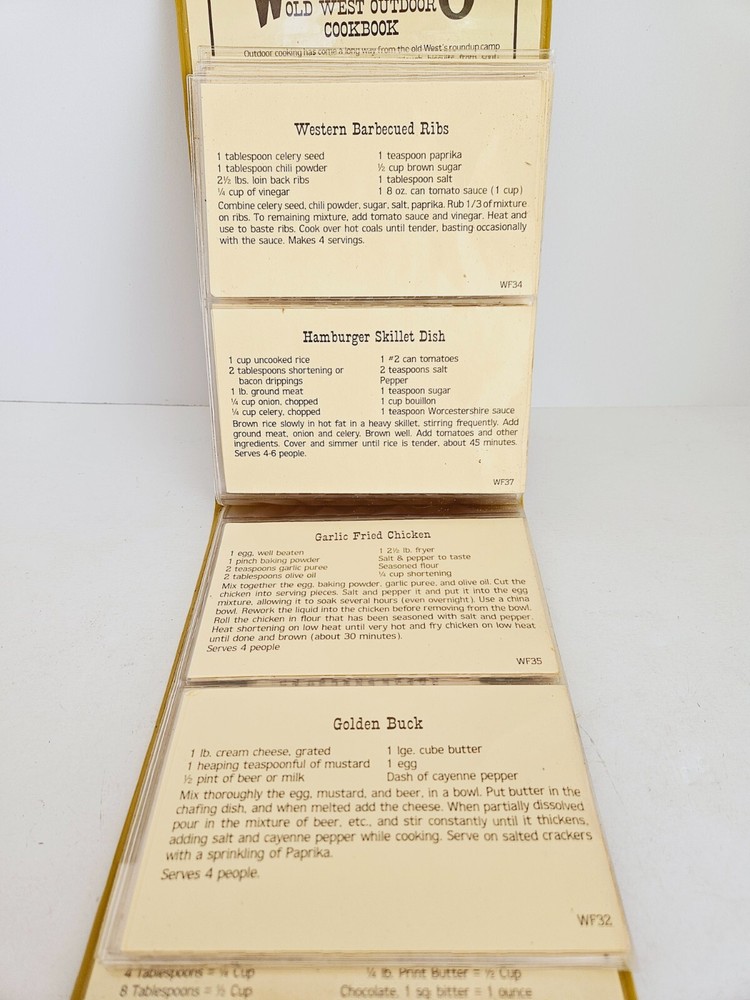 OLD WEST OUTDOOR
COOKBOOK
Outdoor cooking has come a long way from the old West's roundup camp
Western Barbecued Ribs
1 tablespoon celery seed
1 tablespoon chili powder
2½ lbs. loin back ribs
¼ cup of vinegar
1 teaspoon paprika
½ cup brown sugar
1 tablespoon salt
1 8 oz. can tomato sauce (1 cup)
Combine celery seed, chili powder, sugar, salt, paprika. Rub 1/3 of mixture
on ribs. To remaining mixture, add tomato sauce and vinegar. Heat and
use to baste ribs. Cook over hot coals until tender, basting occasionally
with the sauce. Makes 4 servings.
WF34
Hamburger Skillet Dish
1 cup uncooked rice
2 tablespoons shortening or
bacon drippings
1 lb. ground meat
¼ cup onion, chopped
¼ cup celery, chopped
1 #2 can tomatoes
2 teaspoons salt
Pepper
1 teaspoon sugar
1 cup bouillon
1 teaspoon Worcestershire sauce
Brown rice slowly in hot fat in a heavy skillet, stirring frequently. Add
ground meat, onion and celery. Brown well. Add tomatoes and other
ingredients. Cover and simmer until rice is tender, about 45 minutes.
Serves 4-6 people.
WF37
Garlic Fried Chicken
1 egg, well beaten
1 pinch baking powder
2 teaspoons garlic puree
2 tablespoons olive oil
1 2½ lb. fryer
Salt & pepper to taste
Seasoned flour
¼ cup shortening
Mix together the egg, baking powder, garlic puree, and olive oil. Cut the
chicken into serving pieces. Salt and pepper it and put it into the egg
mixture, allowing it to soak several hours (even overnight). Use a china
bowl. Rework the liquid into the chicken before removing from the bowl.
Roll the chicken in flour that has been seasoned with salt and pepper.
Heat shortening on low heat until very hot and fry chicken on low heat
until done and brown (about 30 minutes).
Serves 4 people
WF35
Golden Buck
1 lb. cream cheese, grated
1 heaping teaspoonful of mustard
½ pint of beer or milk
1 lge. cube butter
1 egg
Dash of cayenne pepper
Mix thoroughly the egg, mustard, and beer, in a bowl. Put butter in the
chafing dish, and when melted add the cheese. When partially dissolved
pour in the mixture of beer, etc., and stir constantly until it thickens,
adding salt and cayenne pepper while cooking. Serve on salted crackers
with a sprinkling of Paprika.
Serves 4 people.
WF32
4 Tablespoons = ¼ Cup
8 Tablespoons = ½ Cup
¼ lb. Print Butter = ½ Cup
Chocolate, 1 sq. bitter = 1 ounce